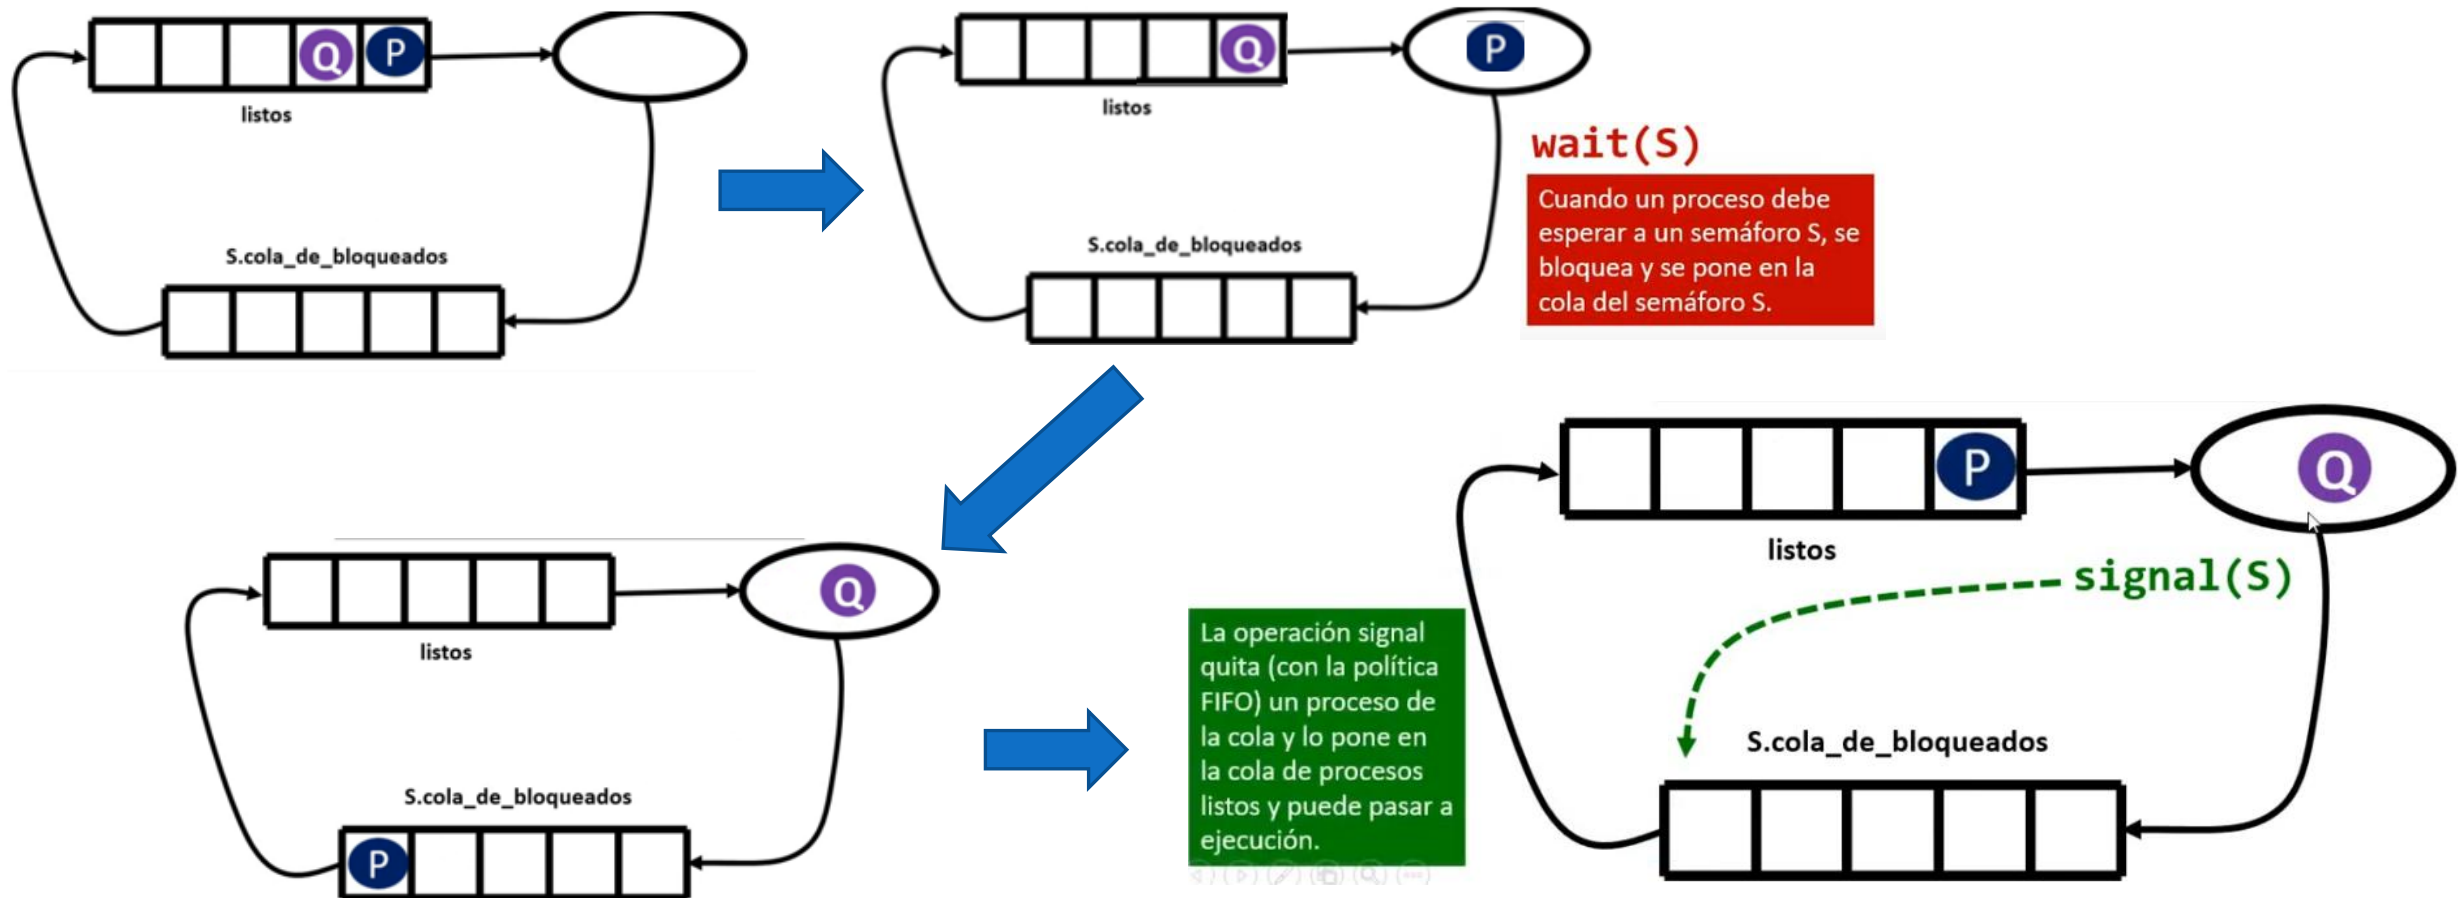 Q P
listos
S.cola_de_bloqueados
Q
P
listos
S.cola_de_bloqueados
wait(S)
Cuando un proceso debe
esperar a un semáforo S, se
bloquea y se pone en la
cola del semáforo S.
Q
listos
S.cola_de_bloqueados
P
La operación signal
quita (con la política
FIFO) un proceso de
la cola y lo pone en
la cola de procesos
listos y puede pasar a
ejecución.
P
Q
listos
signal(S)
S.cola_de_bloqueados